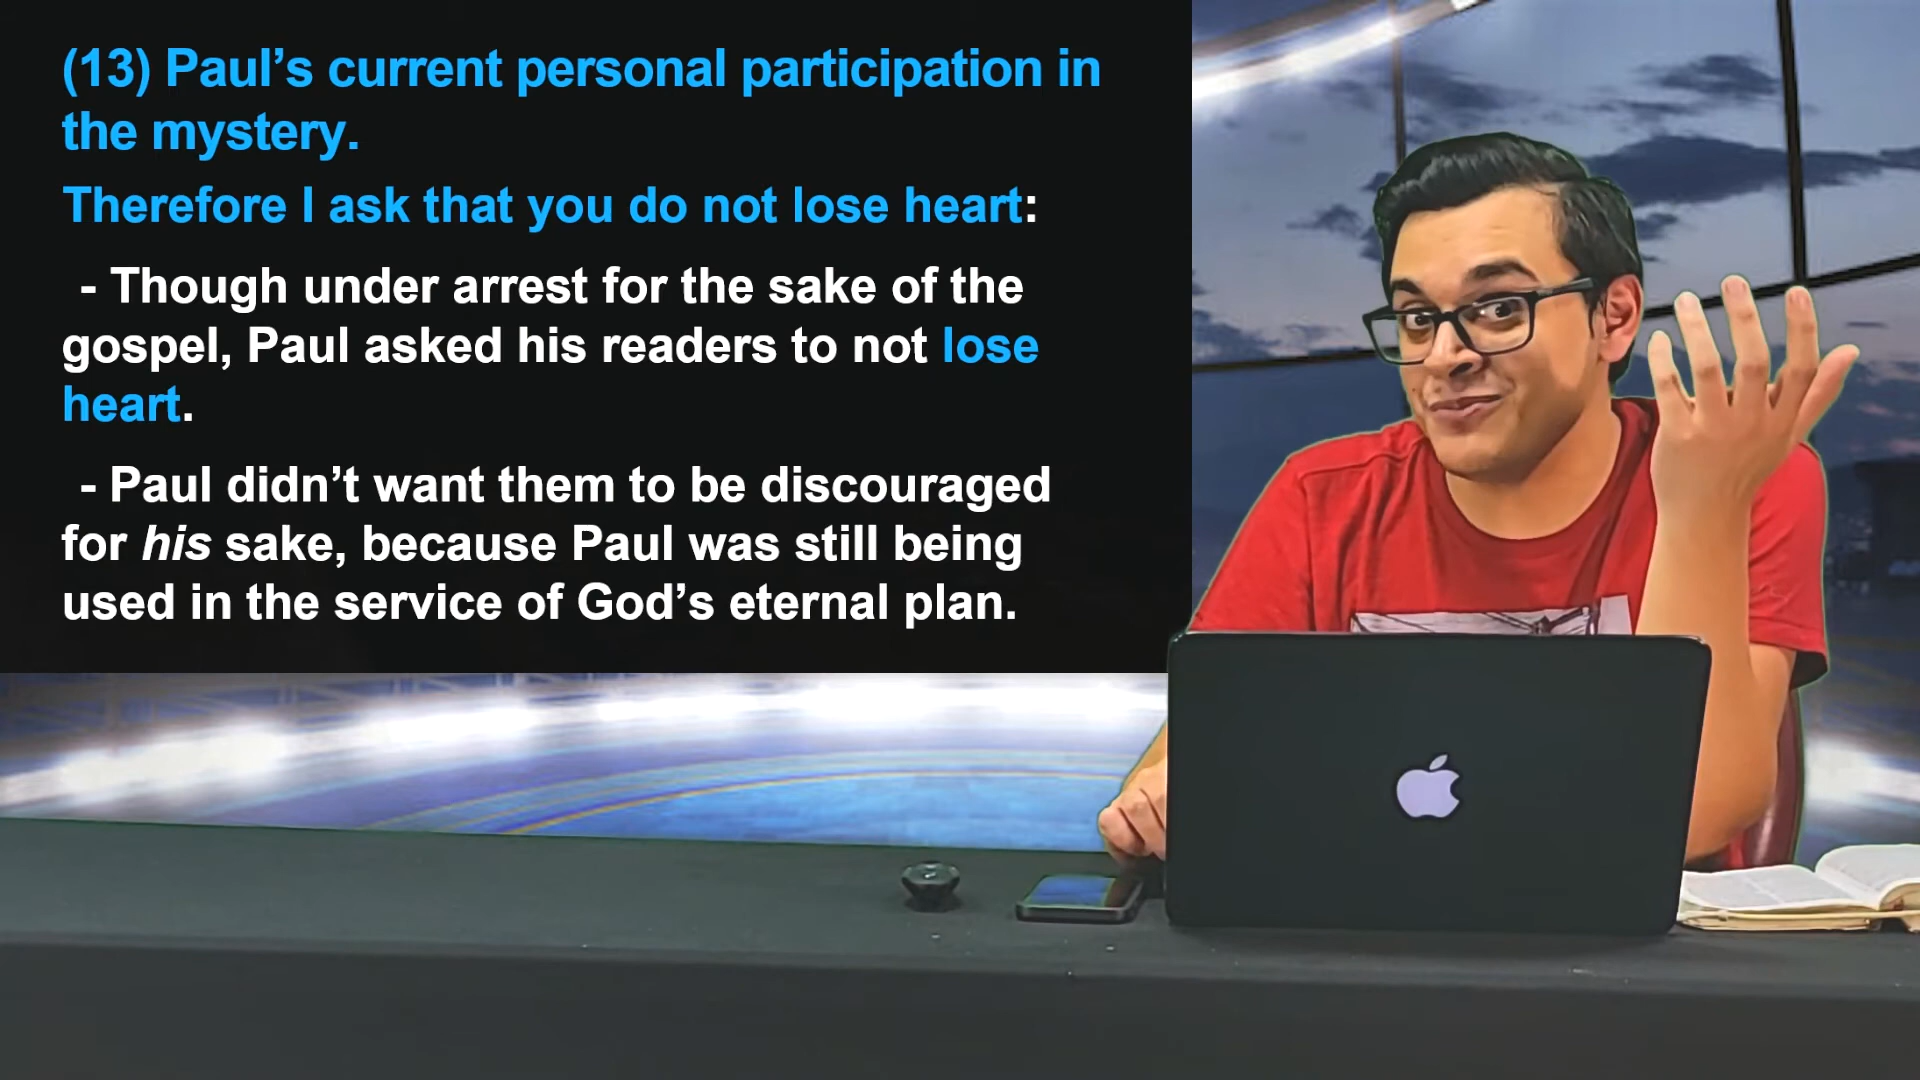 (13) Paul’s current personal participation in
the mystery.
Therefore I ask that you do not lose heart:
- Though under arrest for the sake of the
gospel, Paul asked his readers to not lose
heart.
- Paul didn’t want them to be discouraged
for his sake, because Paul was still being
used in the service of God’s eternal plan.